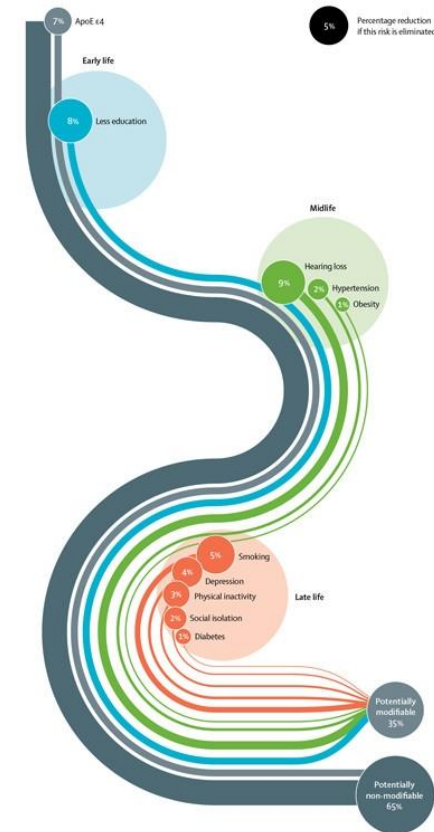 7% ApoE ε4
5% Percentage reduction
if this risk is eliminated
Early life
8% Less education
Midlife
Hearing loss
9%
2% Hypertension
1% Obesity
5% Smoking
4% Depression
3% Physical inactivity
Late life
2% Social isolation
1% Diabetes
Potentially
modifiable
35%
Potentially
non-modifiable
65%